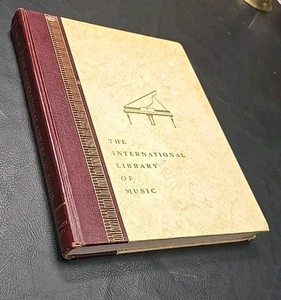 THE
INTERNATIONAL
LIBRARY
OF
MUSIC